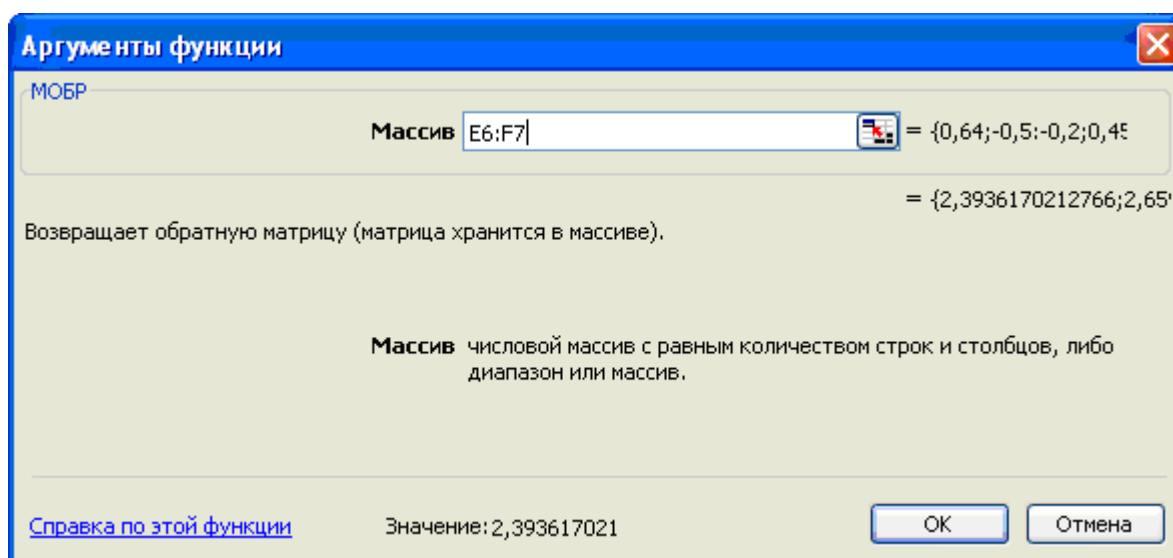 Аргументы функции
МОБР
Массив E6:F7 = {0,64;-0,5:-0,2;0,45
= {2,3936170212766;2,65
Возвращает обратную матрицу (матрица хранится в массиве).
Массив числовой массив с равным количеством строк и столбцов, либо
диапазон или массив.
Справка по этой функции Значение:2,393617021 ОК Отмена